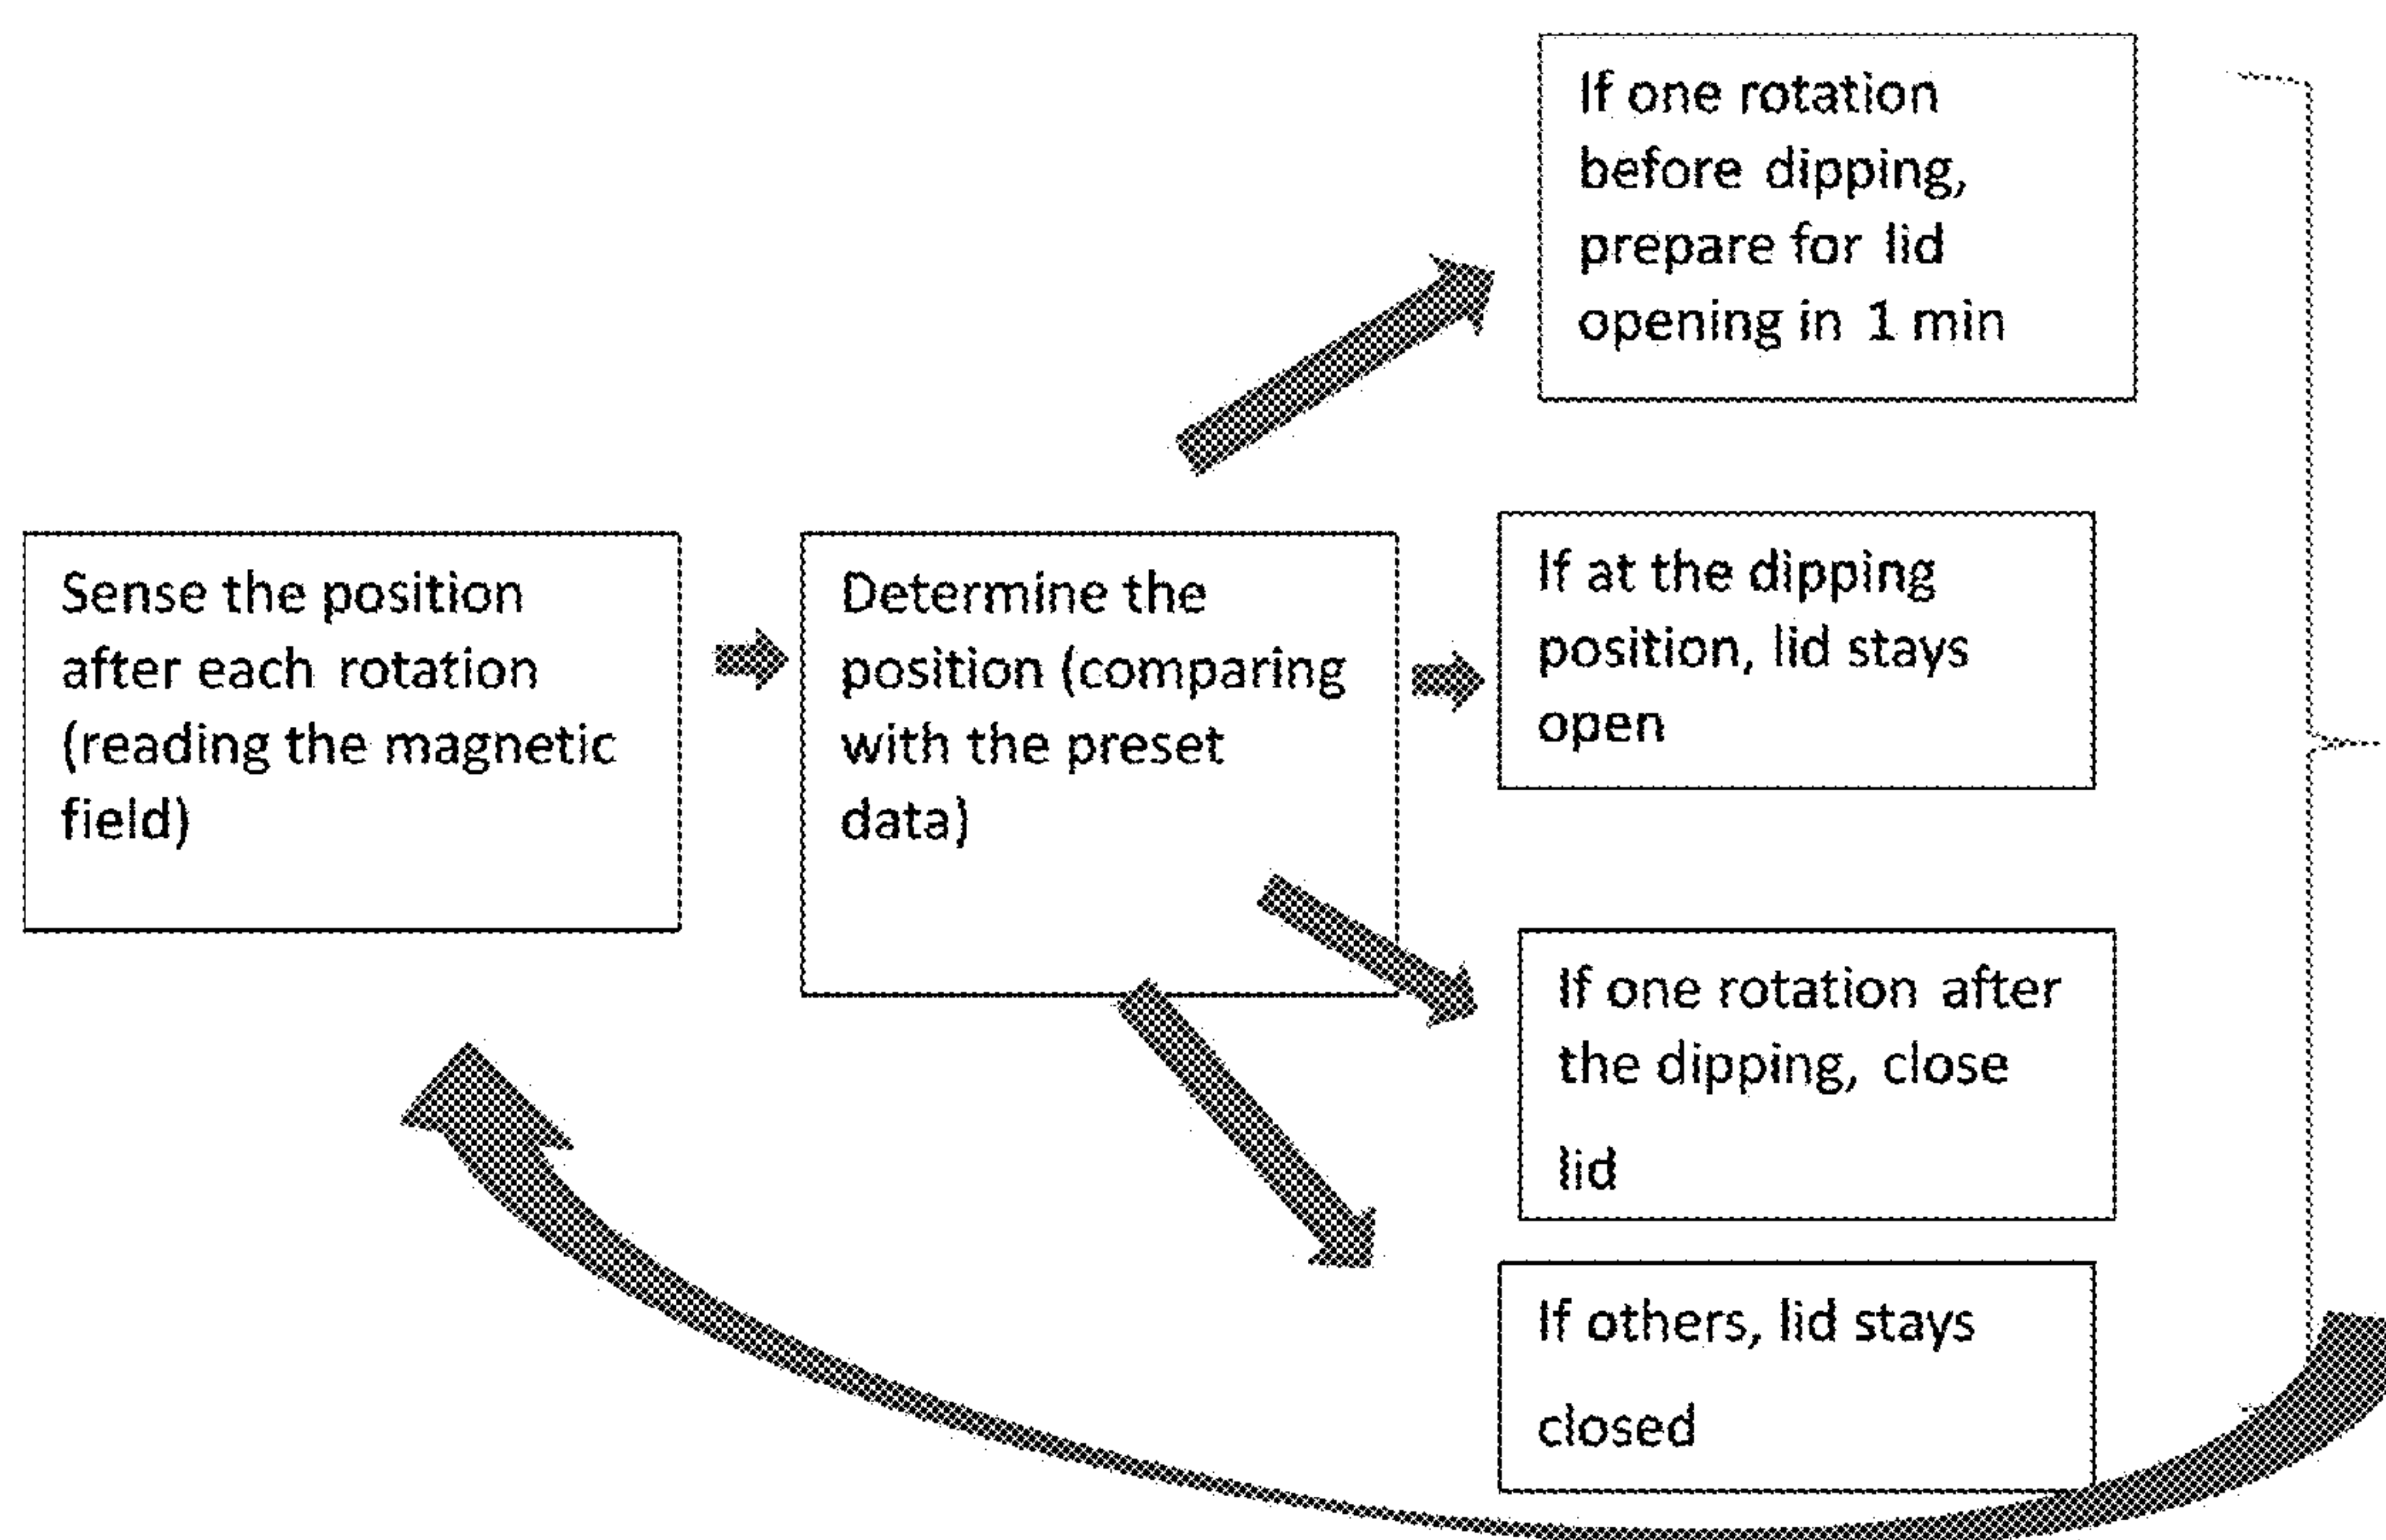 If one rotation
before dipping,
prepare for lid
opening in 1 min
Sense the position
after each rotation
(reading the magnetic
field)
Determine the
position (comparing
with the preset
data)
If at the dipping
position, lid stays
open
If one rotation after
the dipping, close
lid
If others, lid stays
closed